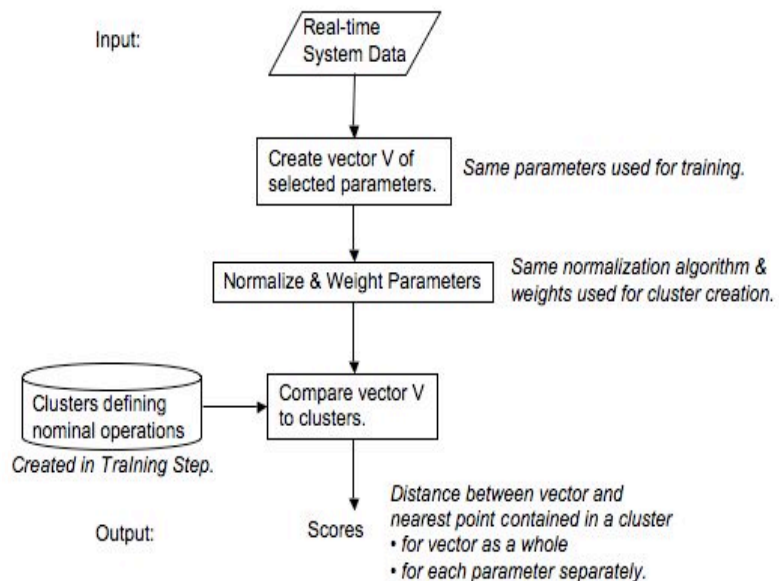 Input:
Real-time
System Data
Create vector V of
selected parameters.
Same parameters used for training.
Normalize & Weight Parameters
Same normalization algorithm &
weights used for cluster creation.
Clusters defining
nominal operations
Compare vector V
to clusters.
Created in TraIning Step.
Output:
Scores
Distance between vector and
nearest point contained in a cluster
• for vector as a whole
• for each parameter separately.